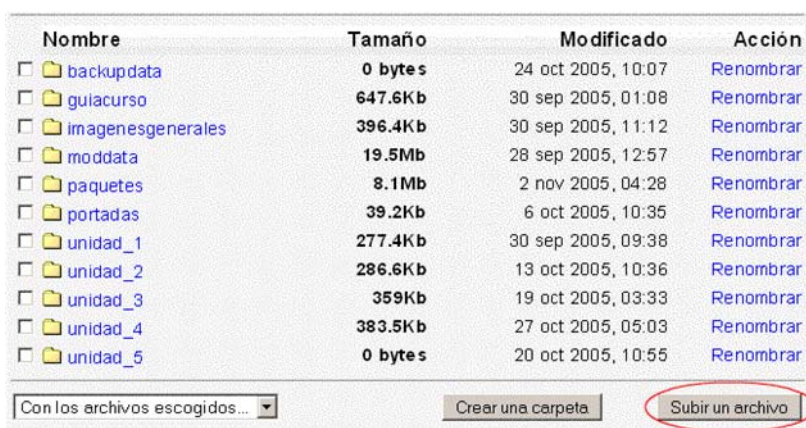 Nombre Tamaño Modificado Acción
backupdata 0 bytes 24 oct 2005, 10:07 Renombrar
guiacurso 647.6Kb 30 sep 2005, 01:08 Renombrar
imagenesgenerales 396.4Kb 30 sep 2005, 11:12 Renombrar
moddata 19.5Mb 28 sep 2005, 12:57 Renombrar
paquetes 8.1Mb 2 nov 2005, 04:28 Renombrar
portadas 39.2Kb 6 oct 2005, 10:35 Renombrar
unidad_1 277.4Kb 30 sep 2005, 09:38 Renombrar
unidad_2 286.6Kb 13 oct 2005, 10:36 Renombrar
unidad_3 359Kb 19 oct 2005, 03:33 Renombrar
unidad_4 383.5Kb 27 oct 2005, 05:03 Renombrar
unidad_5 0 bytes 20 oct 2005, 10:55 Renombrar
Con los archivos escogidos... Crear una carpeta Subir un archivo